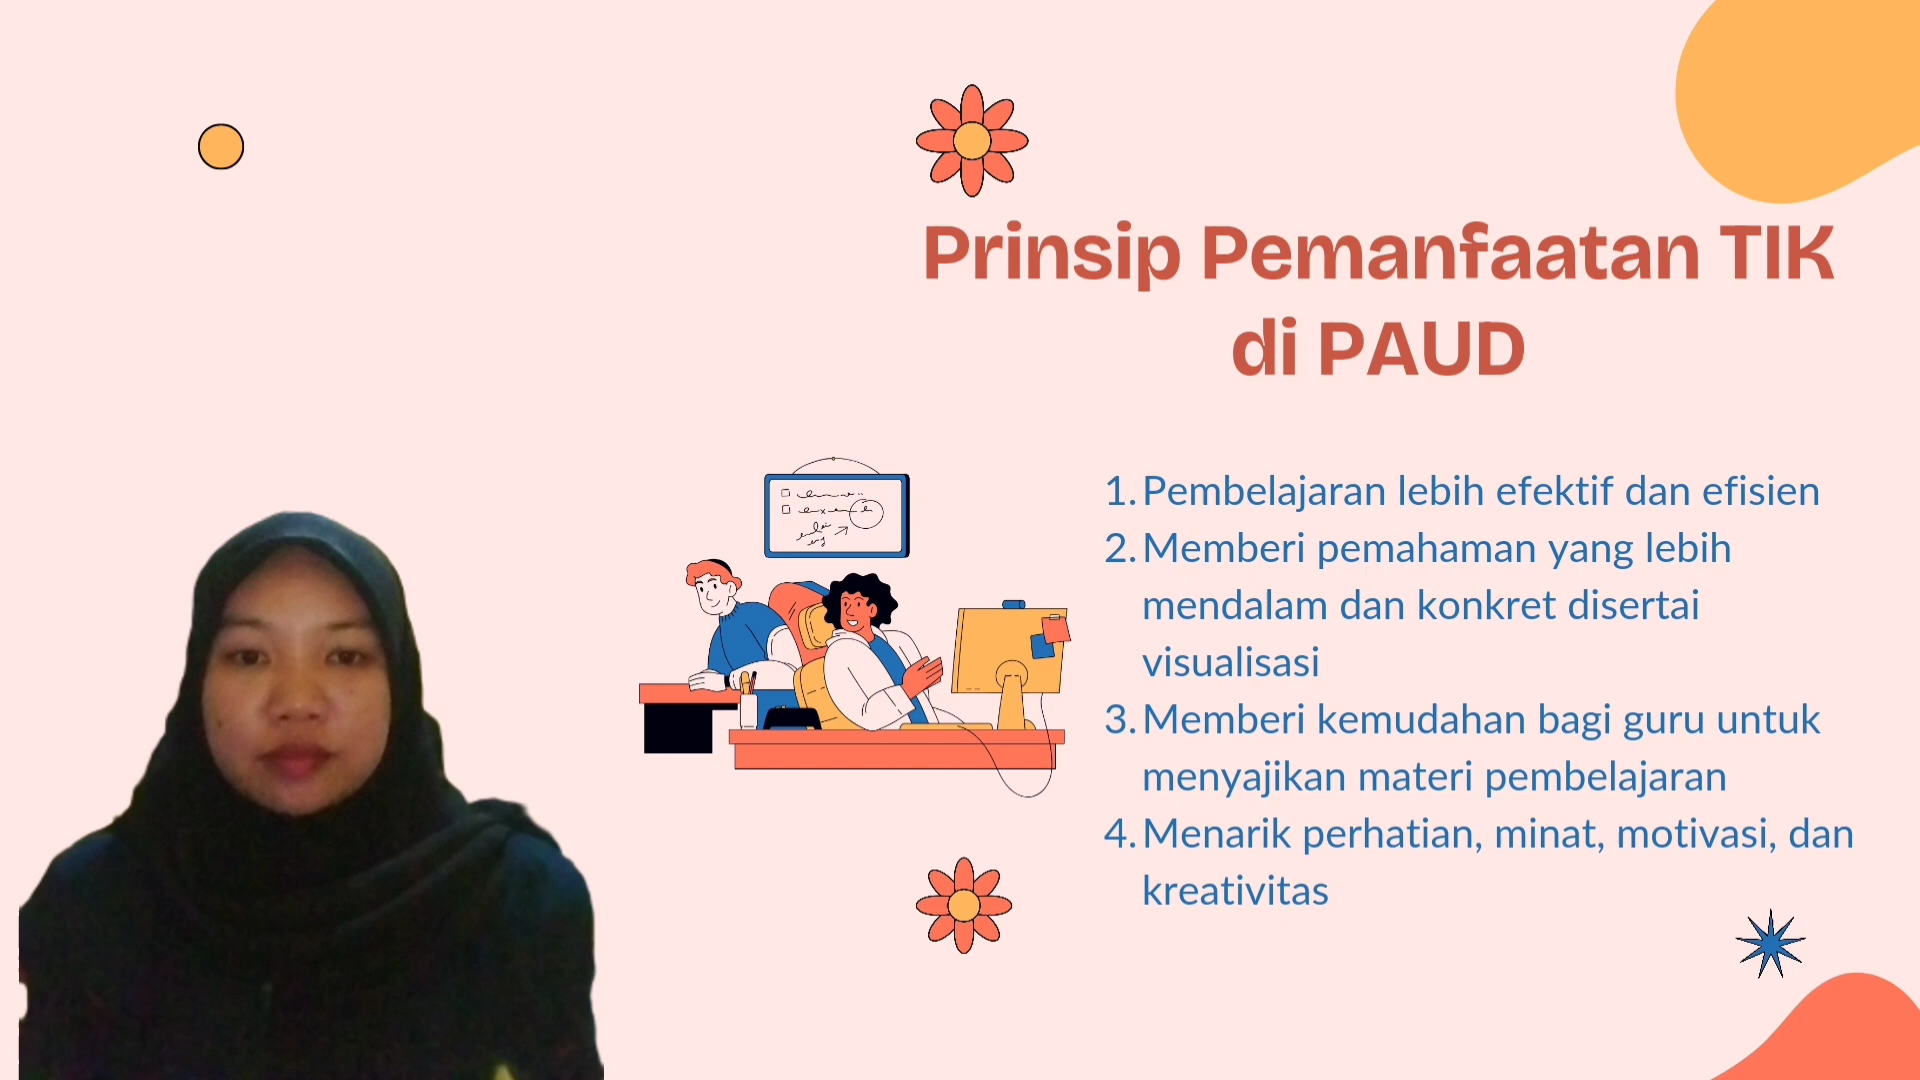 Prinsip Pemanfaatan TIK
di PAUD
1. Pembelajaran lebih efektif dan efisien
2. Memberi pemahaman yang lebih
mendalam dan konkret disertai
visualisasi
3. Memberi kemudahan bagi guru untuk
menyajikan materi pembelajaran
4. Menarik perhatian, minat, motivasi, dan
kreativitas